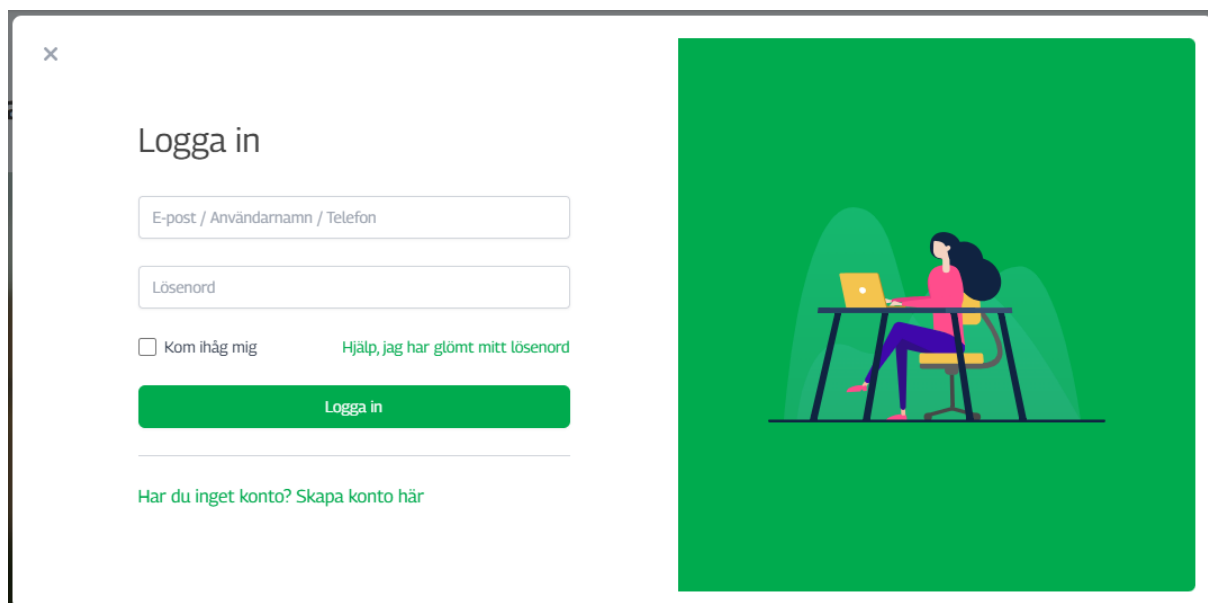 Logga in
E-post / Användarnamn / Telefon
Lösenord
Kom ihåg mig
Hjälp, jag har glömt mitt lösenord
Logga in
Har du inget konto? Skapa konto här